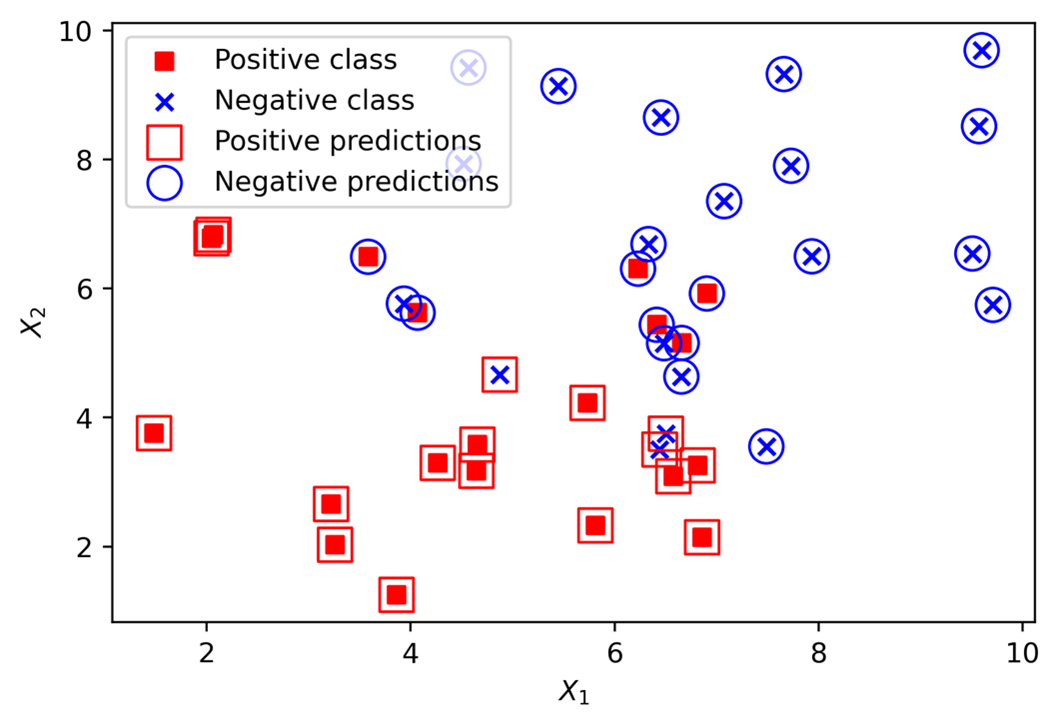 Positive class
Negative class
Positive predictions
Negative predictions
10
8
6
4
2
X₂
2 4 6 8 10
X₁